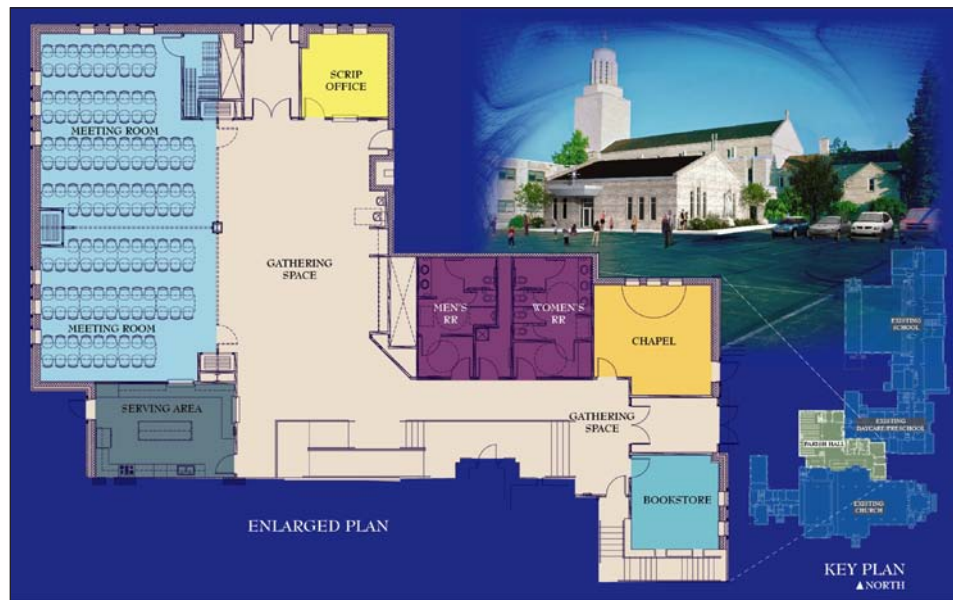 SCRIP
OFFICE
MEETING ROOM
GATHERING
SPACE
MEN'S
RR
WOMEN'S
RR
MEETING ROOM
CHAPEL
SERVING AREA
GATHERING
SPACE
BOOKSTORE
ENLARGED PLAN
EXISTING
SCHOOL
EXISTING
DAYCARE/PRESCHOOL
PARISH HALL
EXISTING
CHURCH
KEY PLAN
▲NORTH